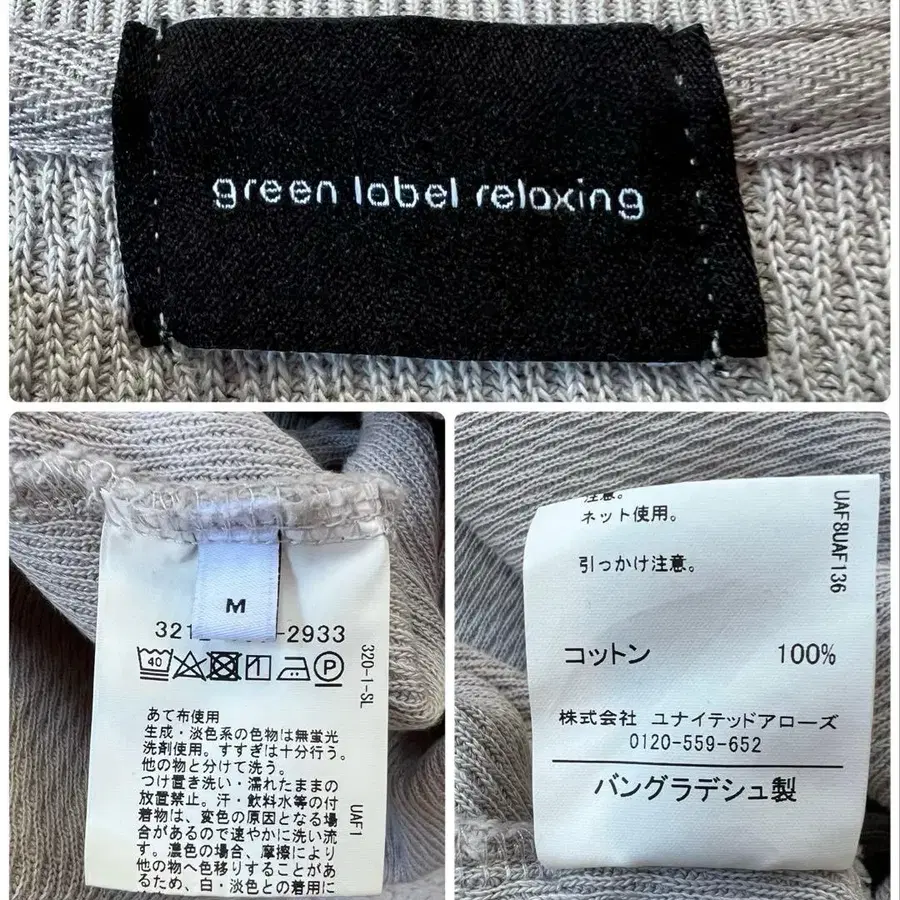 green label relaxing
M
321 -2933
40
P
320-1-SL
あて布使用
生成・淡色系の色物は無蛍光
洗剤使用。すすぎは十分行う。
他の物と分けて洗う。
つけ置き洗い・濡れたままの
放置禁止。汗・飲料水等の付
着物は、変色の原因となる場
合があるので速やかに洗い流
す。濃色の場合、摩擦により
他の物へ色移りすることがあ
るため、白・淡色との着用に
UAF1
注意。
ネット使用。
引っかけ注意。
UAF8UAF136
コットン 100%
株式会社 ユナイテッドアローズ
0120-559-652
バングラデシュ製